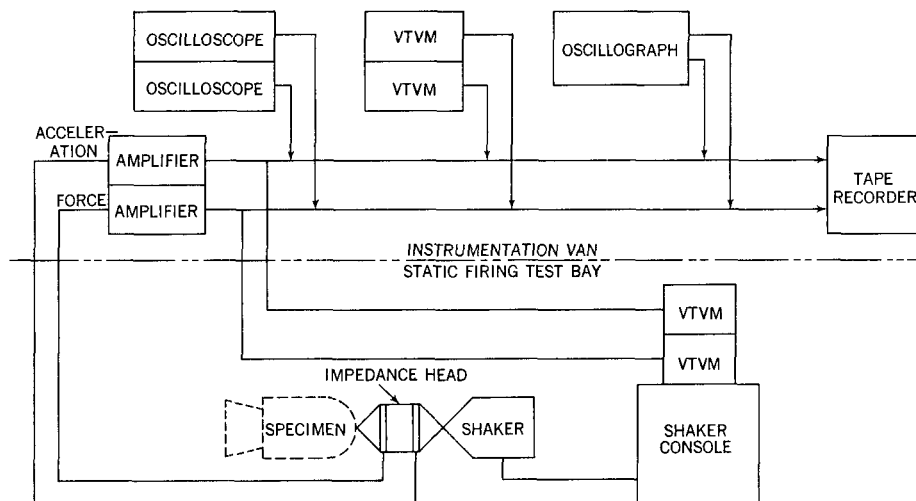 OSCILLOSCOPE
OSCILLOSCOPE
VTVM
VTVM
OSCILLOGRAPH
ACCELER-
ATION
AMPLIFIER
FORCE
AMPLIFIER
TAPE
RECORDER
INSTRUMENTATION VAN
STATIC FIRING TEST BAY
VTVM
VTVM
IMPEDANCE HEAD
SPECIMEN
SHAKER
SHAKER
CONSOLE